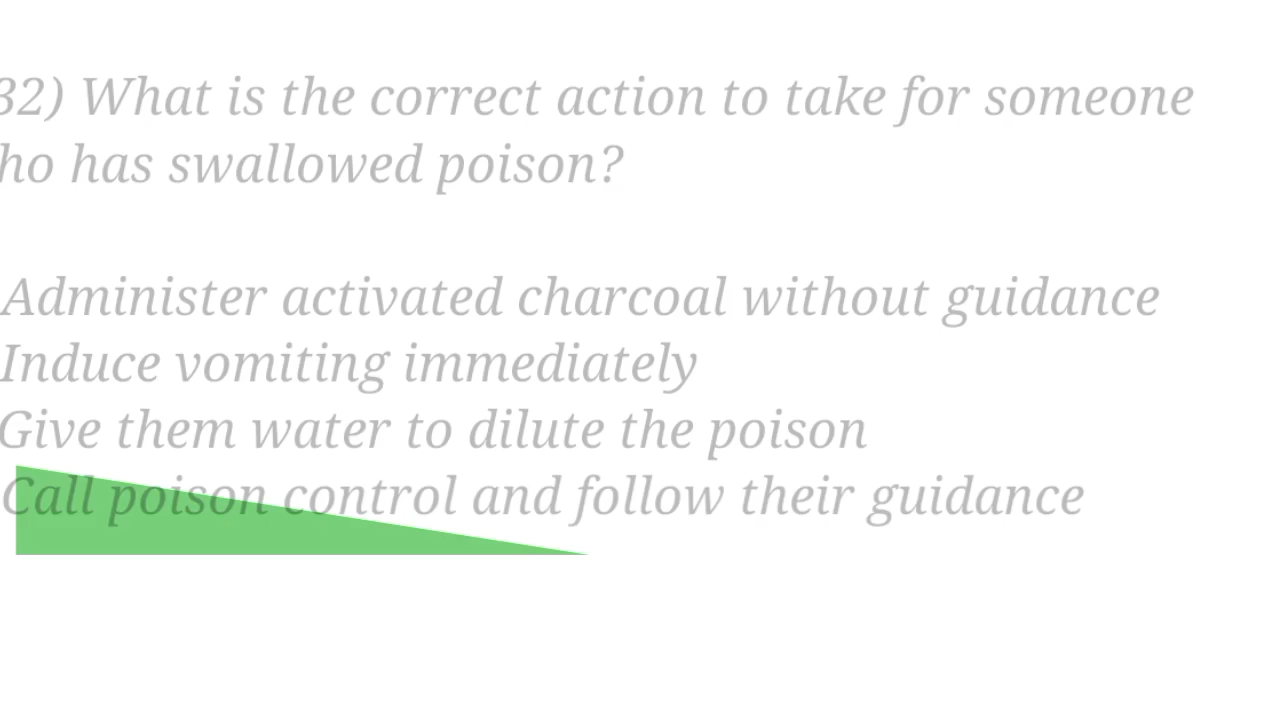 32) What is the correct action to take for someone
ho has swallowed poison?
Administer activated charcoal without guidance
Induce vomiting immediately
Give them water to dilute the poison
Call poison control and follow their guidance